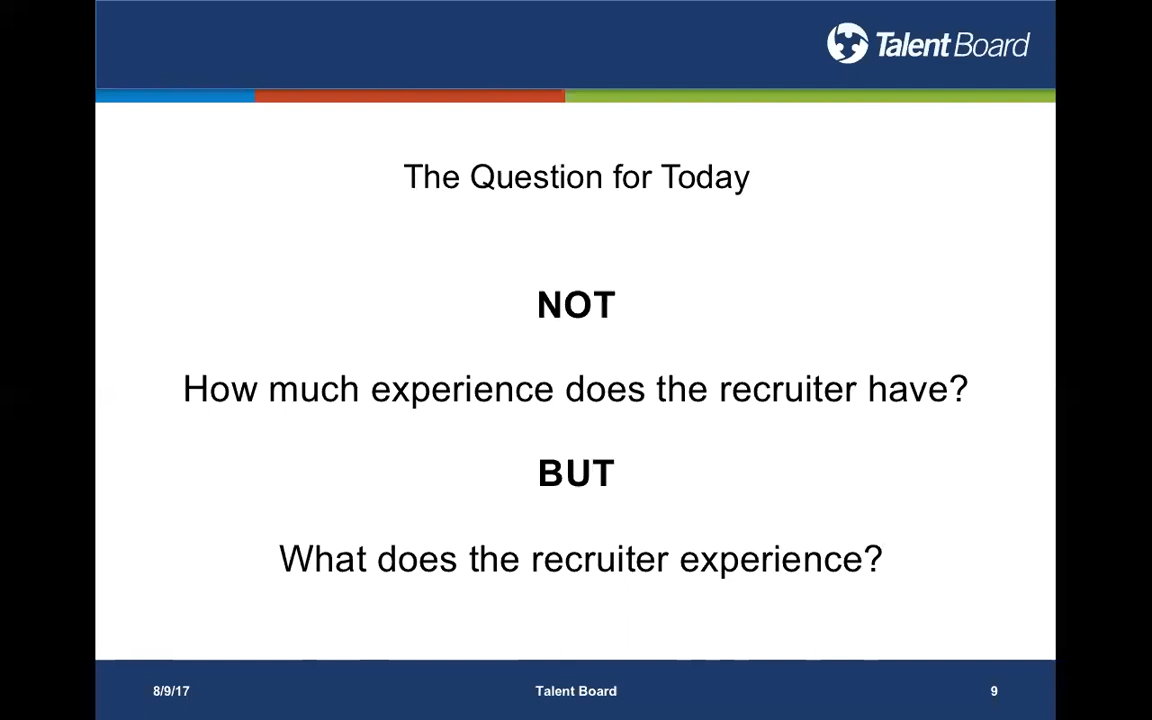 Talent Board
The Question for Today
NOT
How much experience does the recruiter have?
BUT
What does the recruiter experience?
8/9/17 Talent Board 9